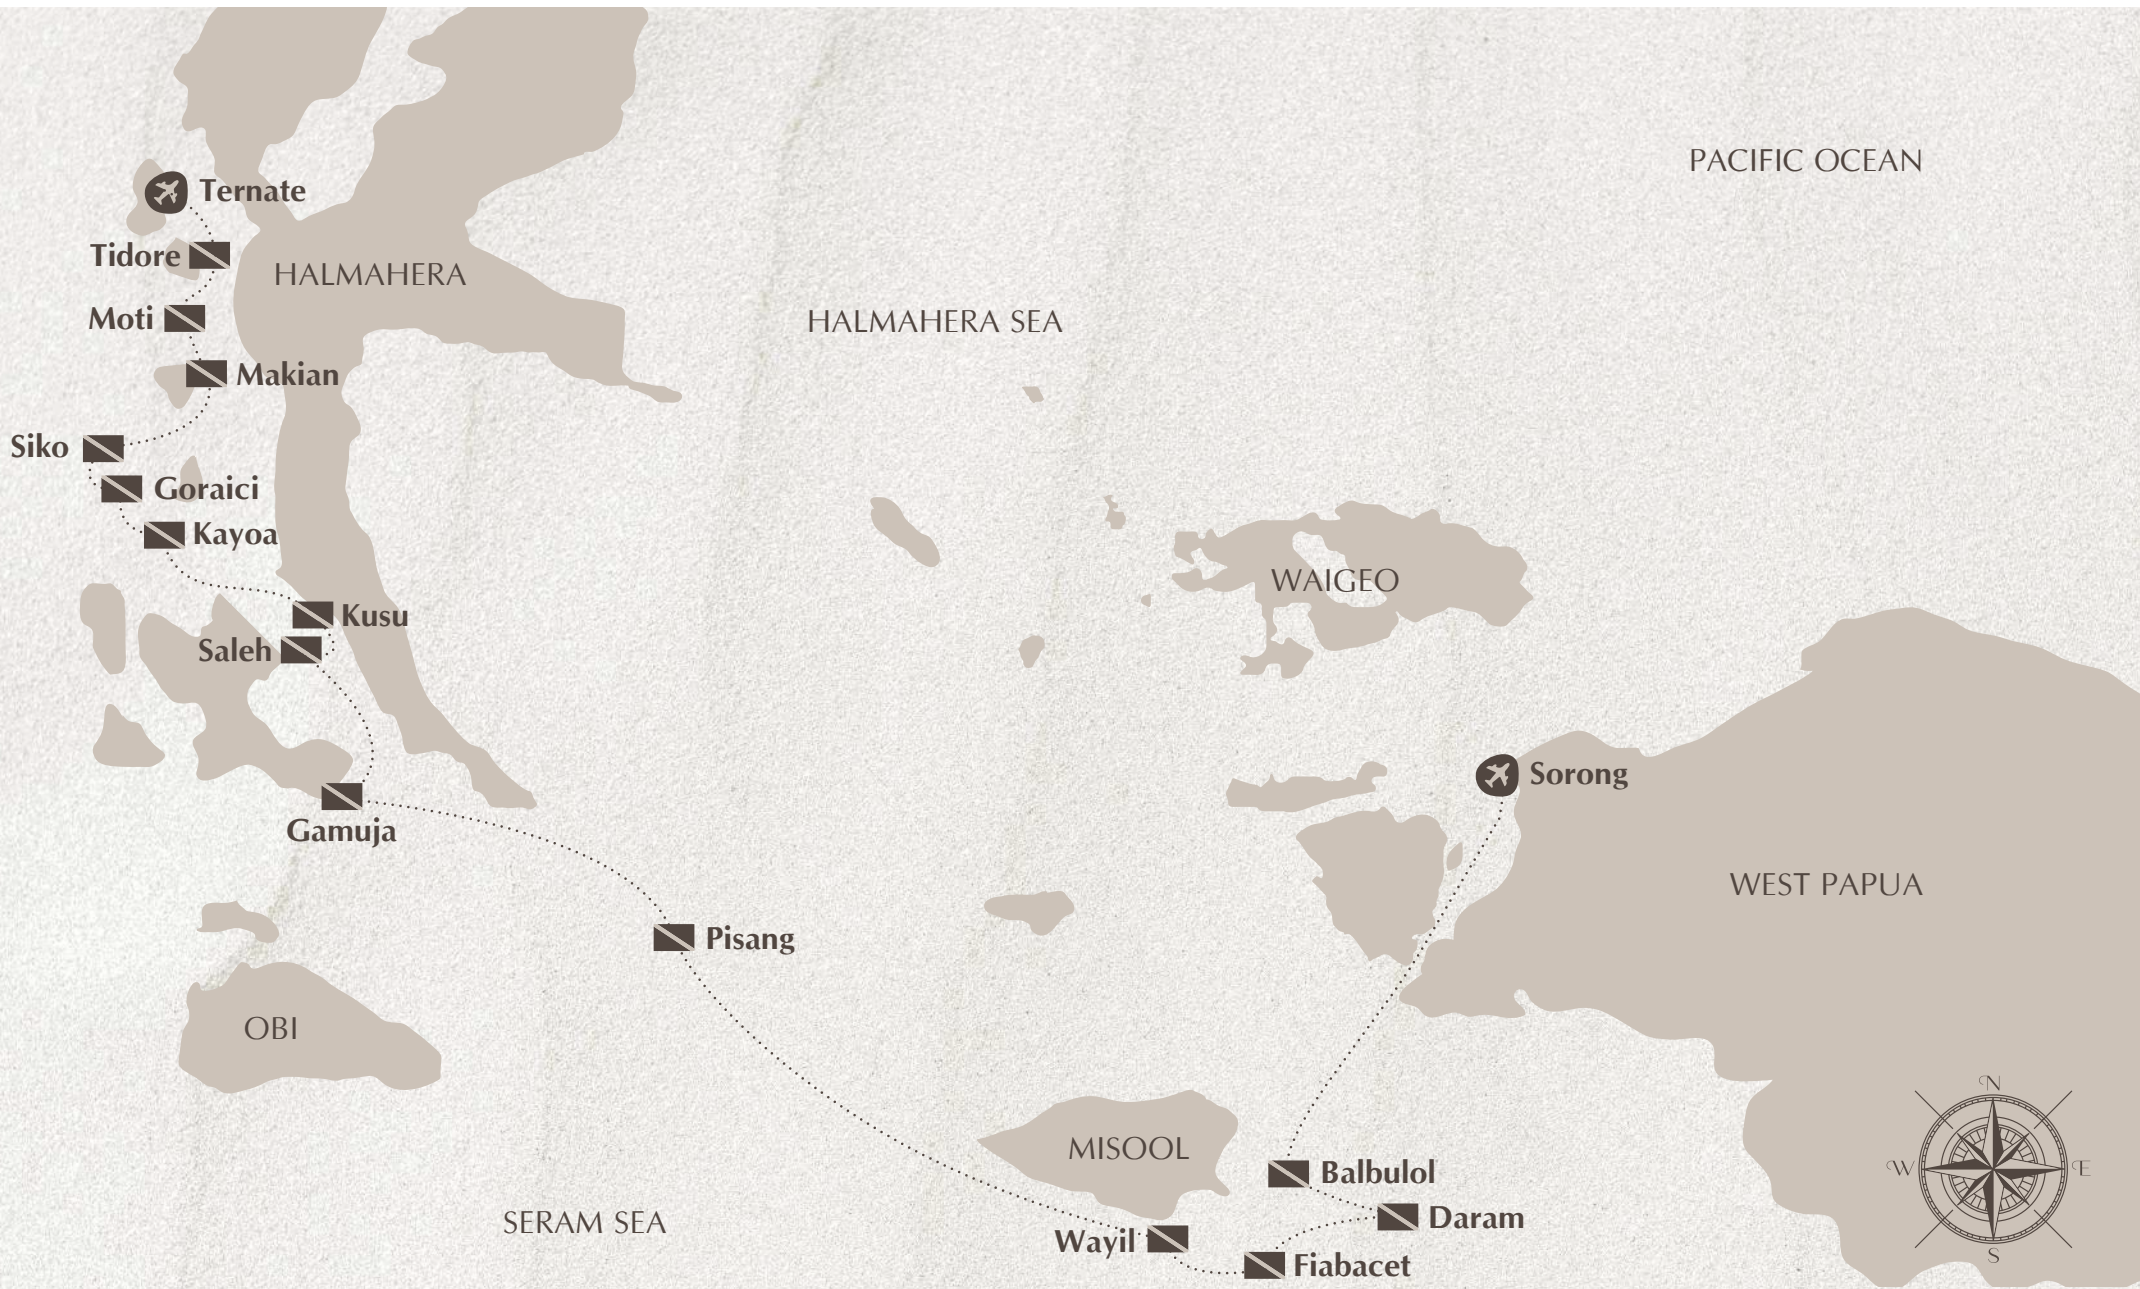 PACIFIC OCEAN
Ternate
Tidore
HALMAHERA
Moti
HALMAHERA SEA
Makian
Siko
Goraici
Kayoa
WAIGEO
Kusu
Saleh
Sorong
Gamuja
WEST PAPUA
Pisang
OBI
N
MISOOL
W
E
Balbulol
Daram
SERAM SEA
Wayil
S
Fiabacet